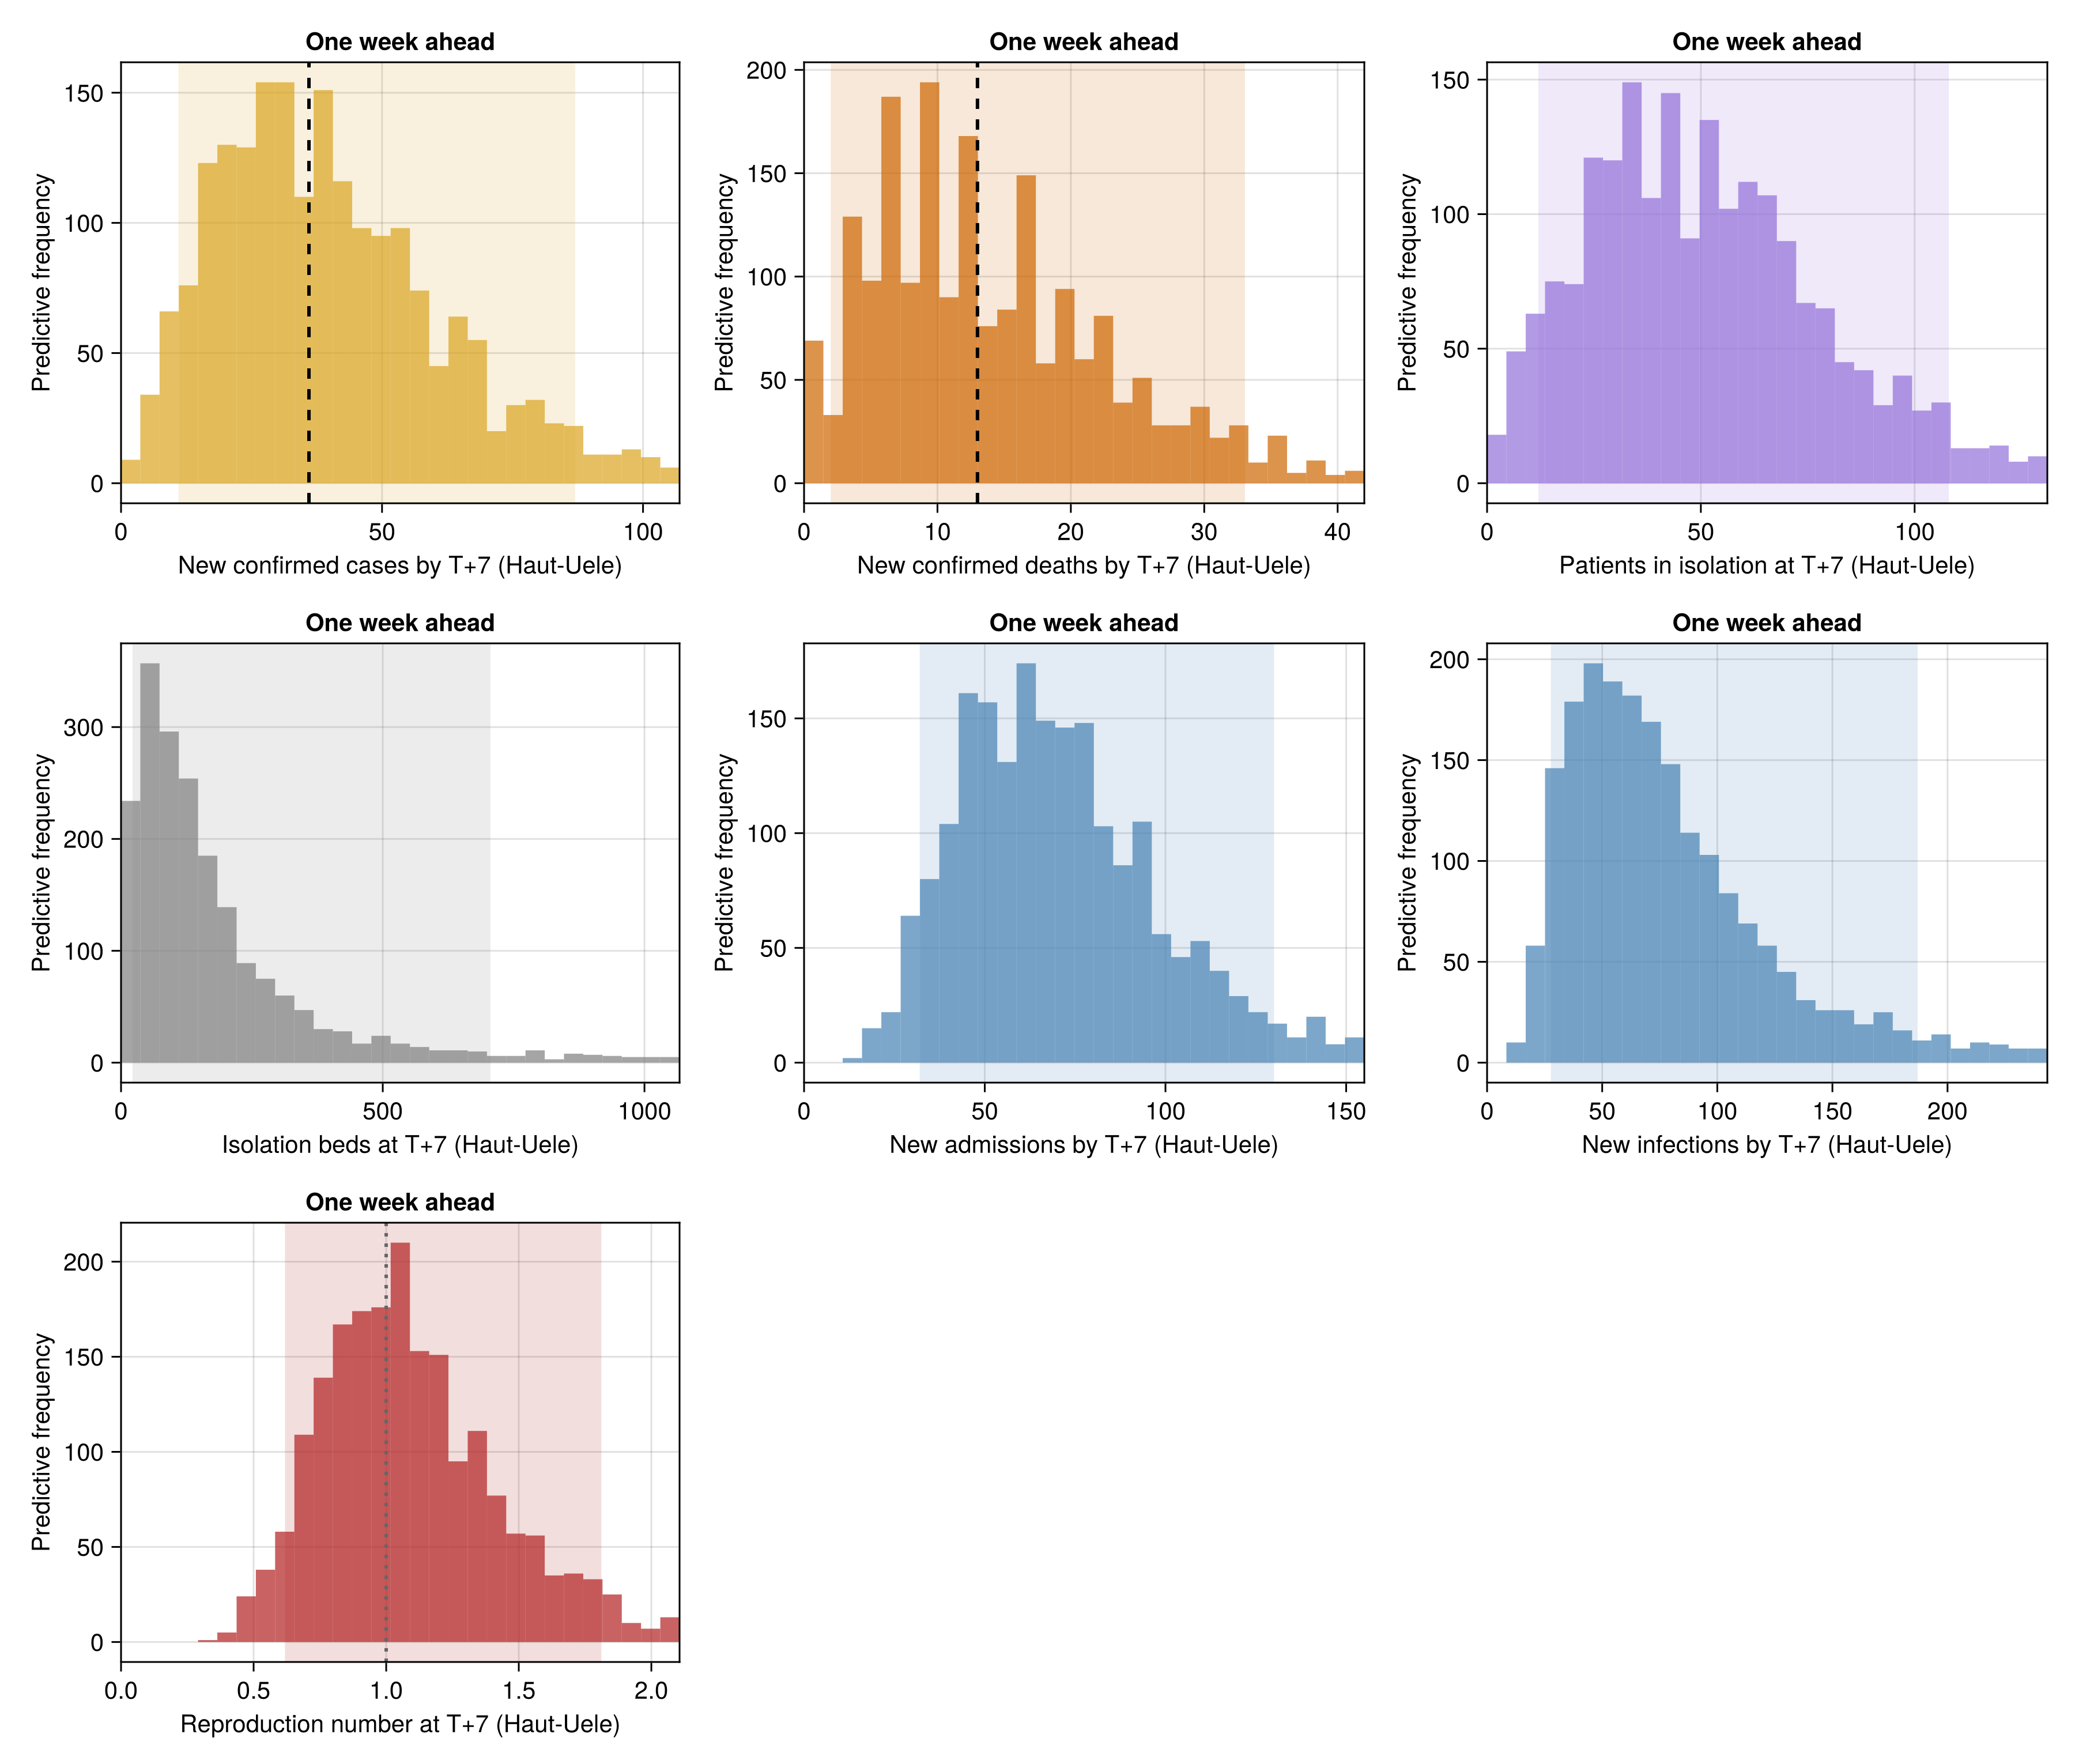 One week ahead
One week ahead
One week ahead
Predictive frequency
150
100
50
0
0
50
100
New confirmed cases by T+7 (Haut-Uele)
Predictive frequency
200
150
100
50
0
0
10
20
30
40
New confirmed deaths by T+7 (Haut-Uele)
Predictive frequency
150
100
50
0
0
50
100
Patients in isolation at T+7 (Haut-Uele)
One week ahead
One week ahead
One week ahead
Predictive frequency
300
200
100
0
0
500
1000
Isolation beds at T+7 (Haut-Uele)
Predictive frequency
150
100
50
0
0
50
100
150
New admissions by T+7 (Haut-Uele)
Predictive frequency
200
150
100
50
0
0
50
100
150
200
New infections by T+7 (Haut-Uele)
One week ahead
Predictive frequency
200
150
100
50
0
0.0
0.5
1.0
1.5
2.0
Reproduction number at T+7 (Haut-Uele)